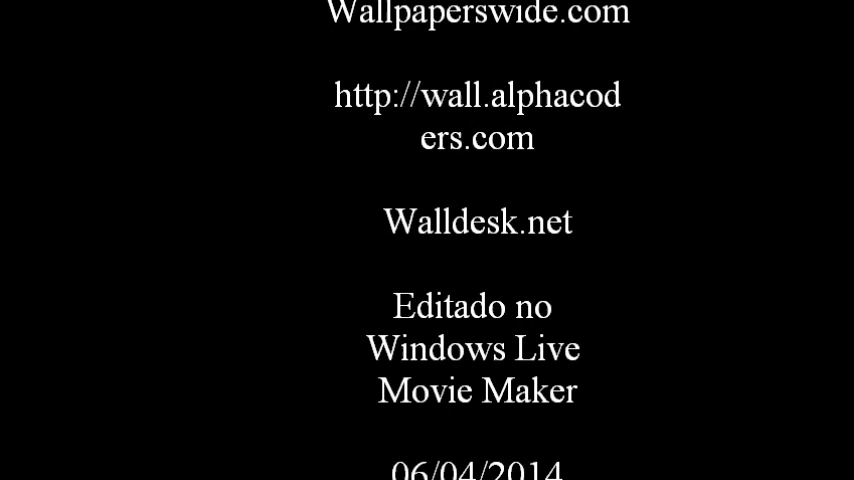 Wallpaperswide.com
http://wall.alphacod
ers.com
Walldesk.net
Editado no
Windows Live
Movie Maker
06/04/2014